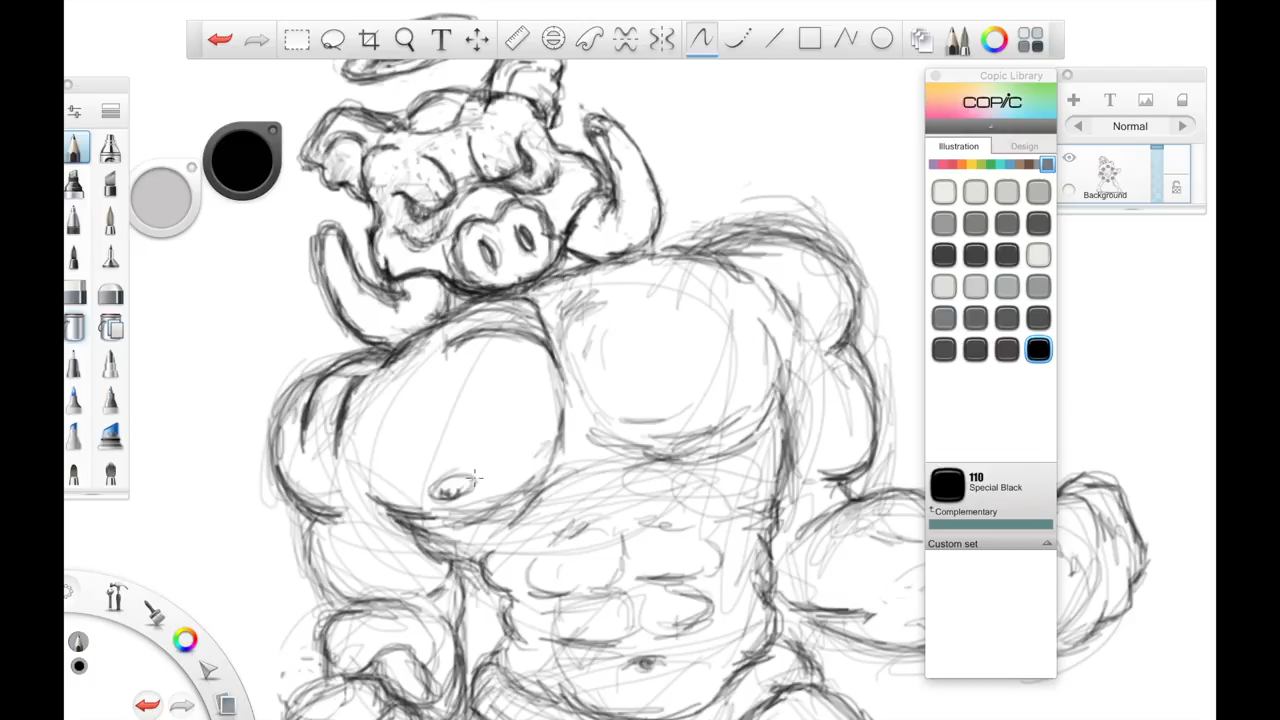 Copic Library
COPIC
Illustration
Design
Normal
Background
110
Special Black
Complementary
Custom set